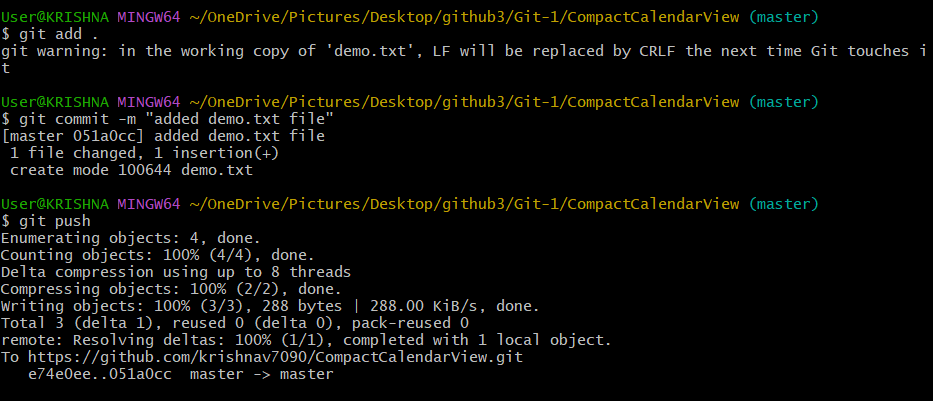 User@KRISHNA MINGW64 ~/OneDrive/Pictures/Desktop/github3/Git-1/CompactCalendarView (master)
$ git add .
git warning: in the working copy of 'demo.txt', LF will be replaced by CRLF the next time Git touches i
t
User@KRISHNA MINGW64 ~/OneDrive/Pictures/Desktop/github3/Git-1/CompactCalendarView (master)
$ git commit -m "added demo.txt file"
[master 051a0cc] added demo.txt file
 1 file changed, 1 insertion(+)
 create mode 100644 demo.txt
User@KRISHNA MINGW64 ~/OneDrive/Pictures/Desktop/github3/Git-1/CompactCalendarView (master)
$ git push
Enumerating objects: 4, done.
Counting objects: 100% (4/4), done.
Delta compression using up to 8 threads
Compressing objects: 100% (2/2), done.
Writing objects: 100% (3/3), 288 bytes | 288.00 KiB/s, done.
Total 3 (delta 1), reused 0 (delta 0), pack-reused 0
remote: Resolving deltas: 100% (1/1), completed with 1 local object.
To https://github.com/krishnav7090/CompactCalendarView.git
   e74e0ee..051a0cc  master -> master